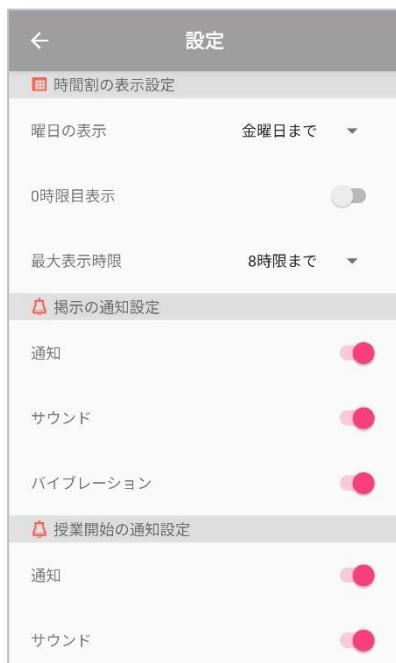 設定
時間割の表示設定
曜日の表示 金曜日まで
0時限目表示
最大表示時限 8時限まで
掲示の通知設定
通知
サウンド
バイブレーション
授業開始の通知設定
通知
サウンド